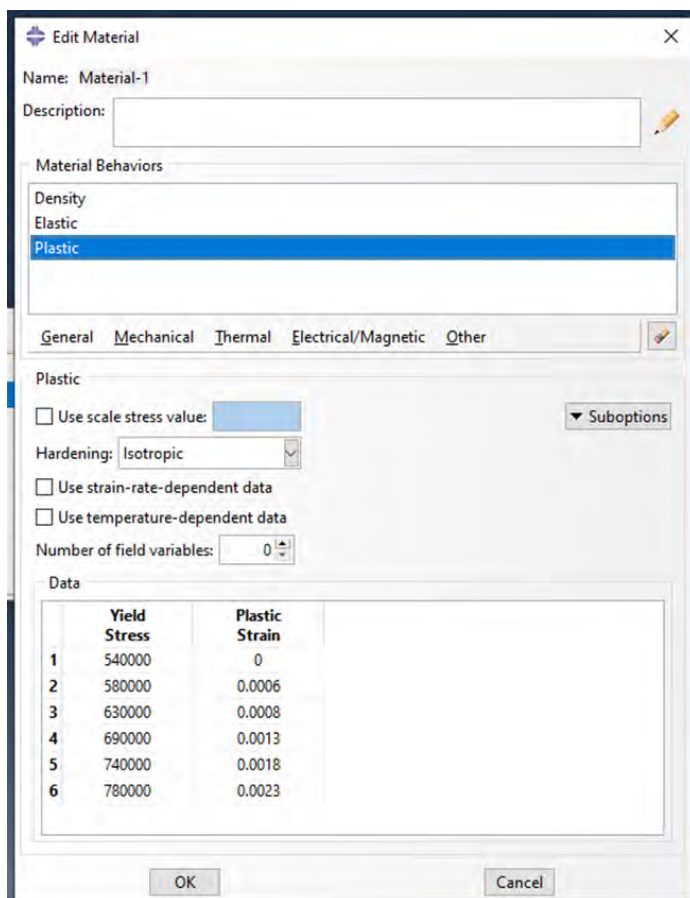 Edit Material
Name: Material-1
Description:
Material Behaviors
Density
Elastic
Plastic
General Mechanical Thermal Electrical/Magnetic Other
Plastic
Use scale stress value:
Suboptions
Hardening: Isotropic
Use strain-rate-dependent data
Use temperature-dependent data
Number of field variables: 0
Data
Yield Plastic
Stress Strain
1 540000 0
2 580000 0.0006
3 630000 0.0008
4 690000 0.0013
5 740000 0.0018
6 780000 0.0023
OK Cancel